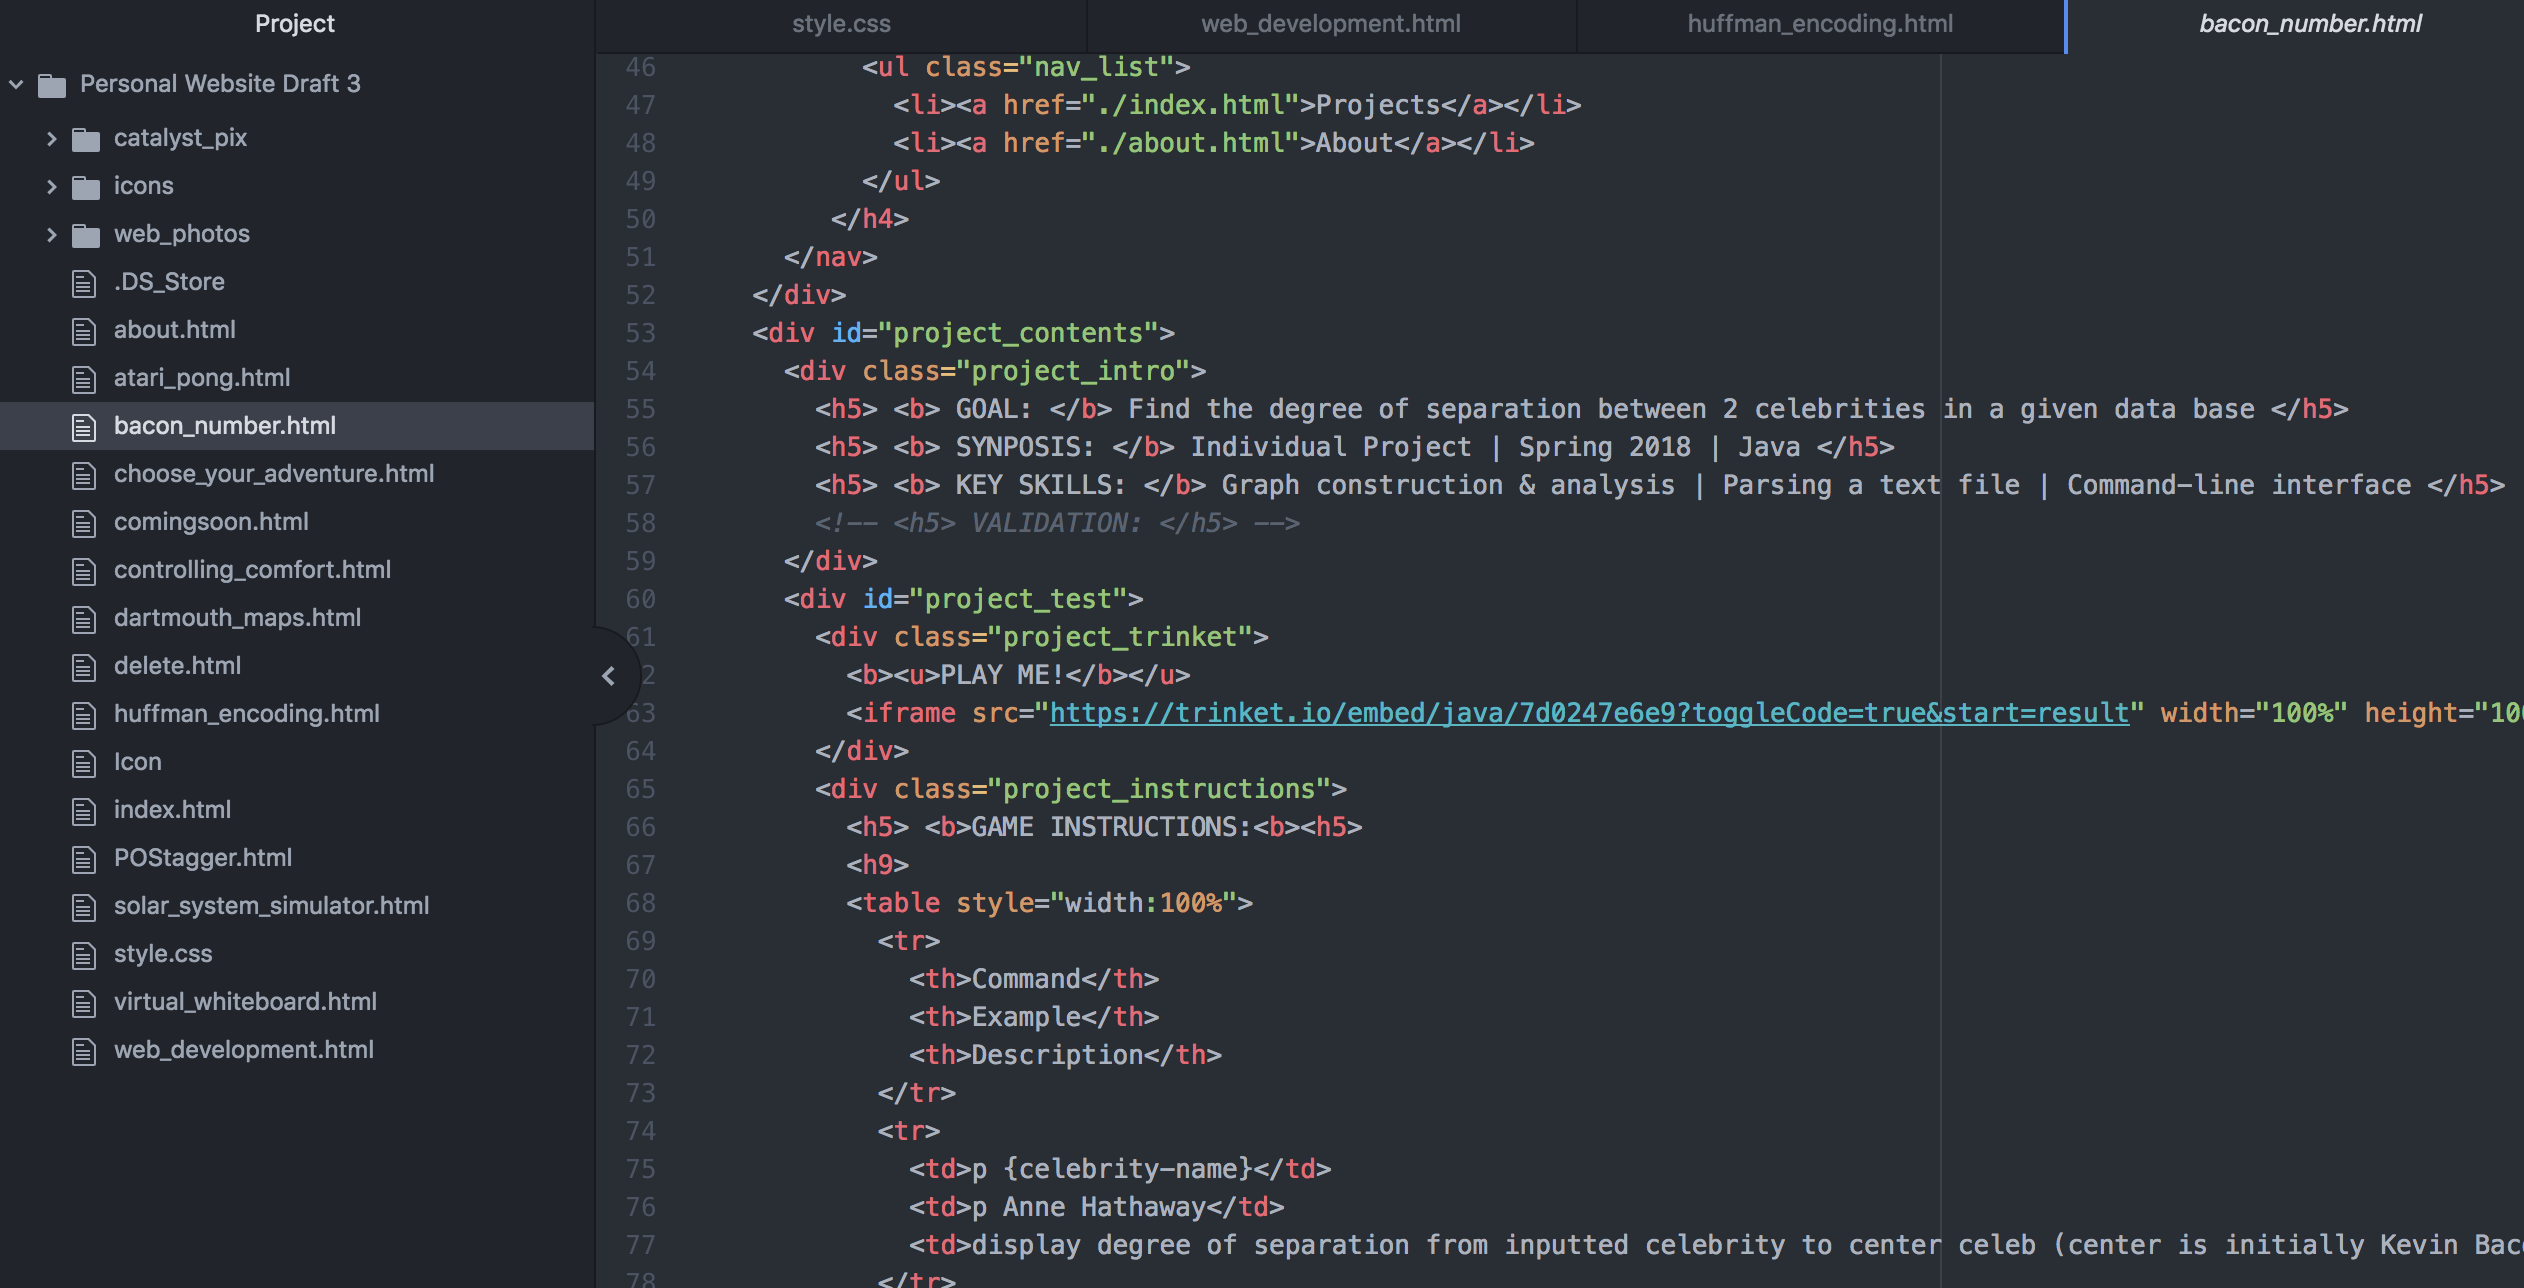 Project
Personal Website Draft 3
catalyst_pix
icons
web_photos
.DS_Store
about.html
atari_pong.html
bacon_number.html
choose_your_adventure.html
comingsoon.html
controlling_comfort.html
dartmouth_maps.html
delete.html
huffman_encoding.html
Icon
index.html
POStagger.html
solar_system_simulator.html
style.css
virtual_whiteboard.html
web_development.html
style.css web_development.html huffman_encoding.html bacon_number.html
46 <ul class="nav_list">
47 <li><a href="./index.html">Projects</a></li>
48 <li><a href="./about.html">About</a></li>
49 </ul>
50 </h4>
51 </nav>
52 </div>
53 <div id="project_contents">
54 <div class="project_intro">
55 <h5> <b> GOAL: </b> Find the degree of separation between 2 celebrities in a given data base </h5>
56 <h5> <b> SYNPOSIS: </b> Individual Project | Spring 2018 | Java </h5>
57 <h5> <b> KEY SKILLS: </b> Graph construction & analysis | Parsing a text file | Command-line interface </h5>
58 <!-- <h5> VALIDATION: </h5> -->
59 </div>
60 <div id="project_test">
61 <div class="project_trinket">
2 <b><u>PLAY ME!</b></u>
63 <iframe src="https://trinket.io/embed/java/7d0247e6e9?toggleCode=true&start=result" width="100%" height="100
64 </div>
65 <div class="project_instructions">
66 <h5> <b>GAME INSTRUCTIONS:<b><h5>
67 <h9>
68 <table style="width:100%">
69 <tr>
70 <th>Command</th>
71 <th>Example</th>
72 <th>Description</th>
73 </tr>
74 <tr>
75 <td>p {celebrity-name}</td>
76 <td>p Anne Hathaway</td>
77 <td>display degree of separation from inputted celebrity to center celeb (center is initially Kevin Bac
78 </tr>